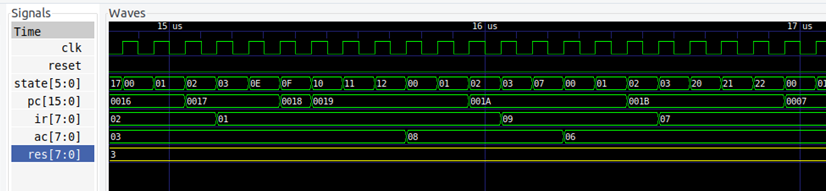 Signals Waves
Time 15 us 16 us 17 us
clk
reset
state[5:0] 17 00 01 02 03 0E 0F 10 11 12 00 01 02 03 07 00 01 02 03 20 21 22 00 01
pc[15:0] 0016 0017 0018 0019 001A 001B 0007
ir[7:0] 02 01 09 07
ac[7:0] 03 08 06
res[7:0] 3